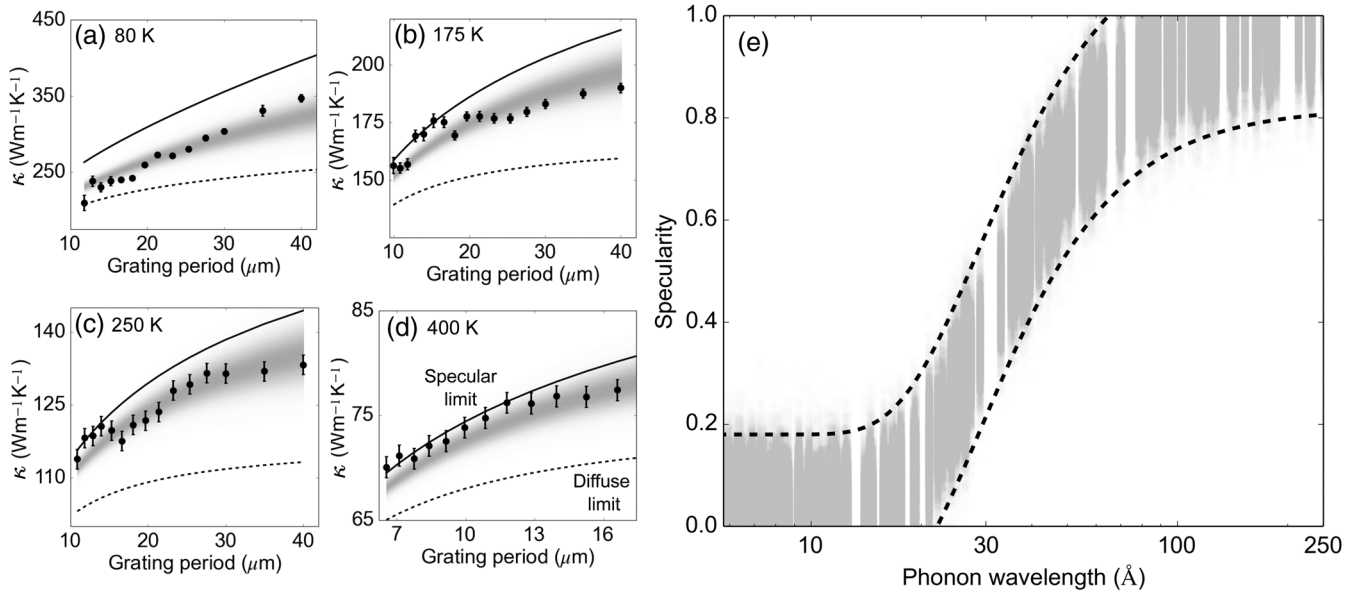 (a) 80 K
450
350
250
κ (Wm⁻¹K⁻¹)
10 20 30 40
Grating period (μm)
(b) 175 K
200
175
150
κ (Wm⁻¹K⁻¹)
10 20 30 40
Grating period (μm)
(c) 250 K
140
125
110
κ (Wm⁻¹K⁻¹)
10 20 30 40
Grating period (μm)
(d) 400 K
85
75
65
κ (Wm⁻¹K⁻¹)
Specular
limit
Diffuse
limit
7 10 13 16
Grating period (μm)
(e)
1.0
0.8
0.6
0.4
0.2
0.0
Specularity
10 30 100 250
Phonon wavelength (Å)